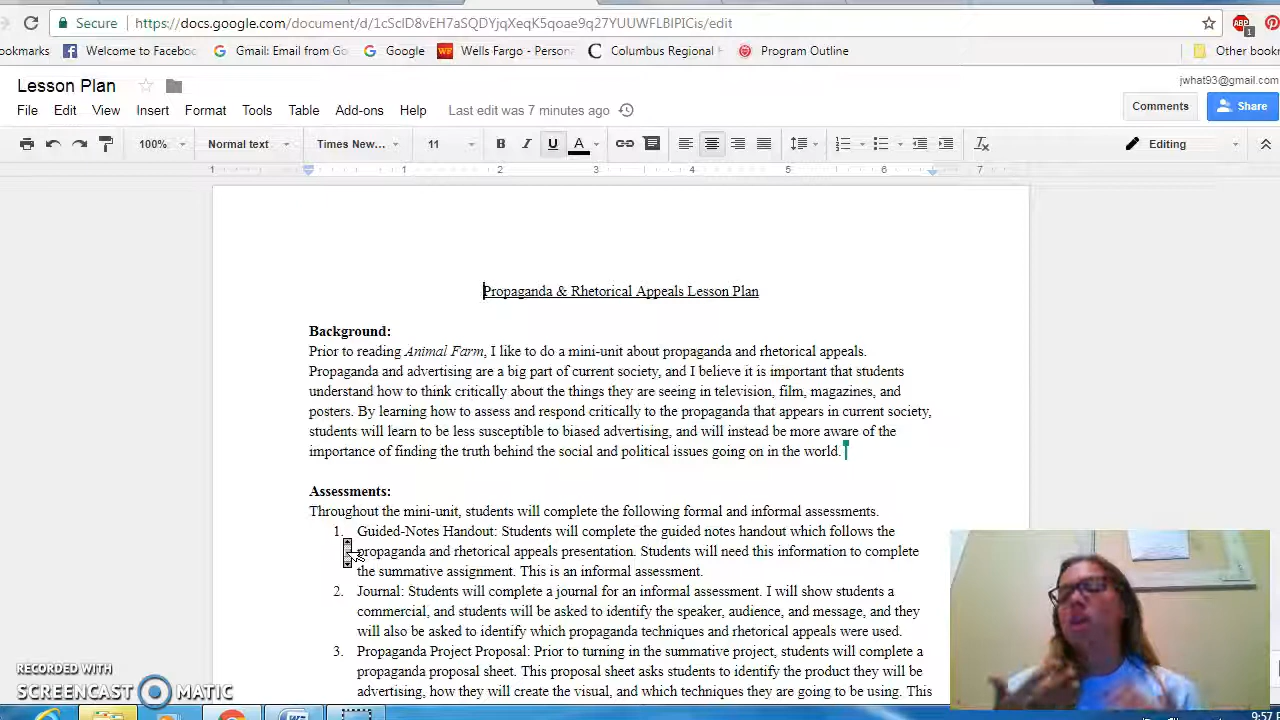 Secure https://docs.google.com/document/d/1cSclD8vEH7aSQDYjqXeqK5qoae9q27YUUWFLBIPICis/edit
ookmarks Welcome to Faceboo Gmail: Email from Go Google Wells Fargo - Persona Columbus Regional H Program Outline Other book
Lesson Plan
jwhat93@gmail.com
File Edit View Insert Format Tools Table Add-ons Help Last edit was 7 minutes ago
Comments Share
100% Normal text Times New... 11 B I U A Editing
1 1 2 3 4 5 6 7
Propaganda & Rhetorical Appeals Lesson Plan
Background:
Prior to reading Animal Farm, I like to do a mini-unit about propaganda and rhetorical appeals.
Propaganda and advertising are a big part of current society, and I believe it is important that students
understand how to think critically about the things they are seeing in television, film, magazines, and
posters. By learning how to assess and respond critically to the propaganda that appears in current society,
students will learn to be less susceptible to biased advertising, and will instead be more aware of the
importance of finding the truth behind the social and political issues going on in the world.
Assessments:
Throughout the mini-unit, students will complete the following formal and informal assessments.
1. Guided-Notes Handout: Students will complete the guided notes handout which follows the
propaganda and rhetorical appeals presentation. Students will need this information to complete
the summative assignment. This is an informal assessment.
2. Journal: Students will complete a journal for an informal assessment. I will show students a
commercial, and students will be asked to identify the speaker, audience, and message, and they
will also be asked to identify which propaganda techniques and rhetorical appeals were used.
3. Propaganda Project Proposal: Prior to turning in the summative project, students will complete a
propaganda proposal sheet. This proposal sheet asks students to identify the product they will be
advertising, how they will create the visual, and which techniques they are going to be using. This
RECORDED WITH
SCREENCAST MATIC
9:57